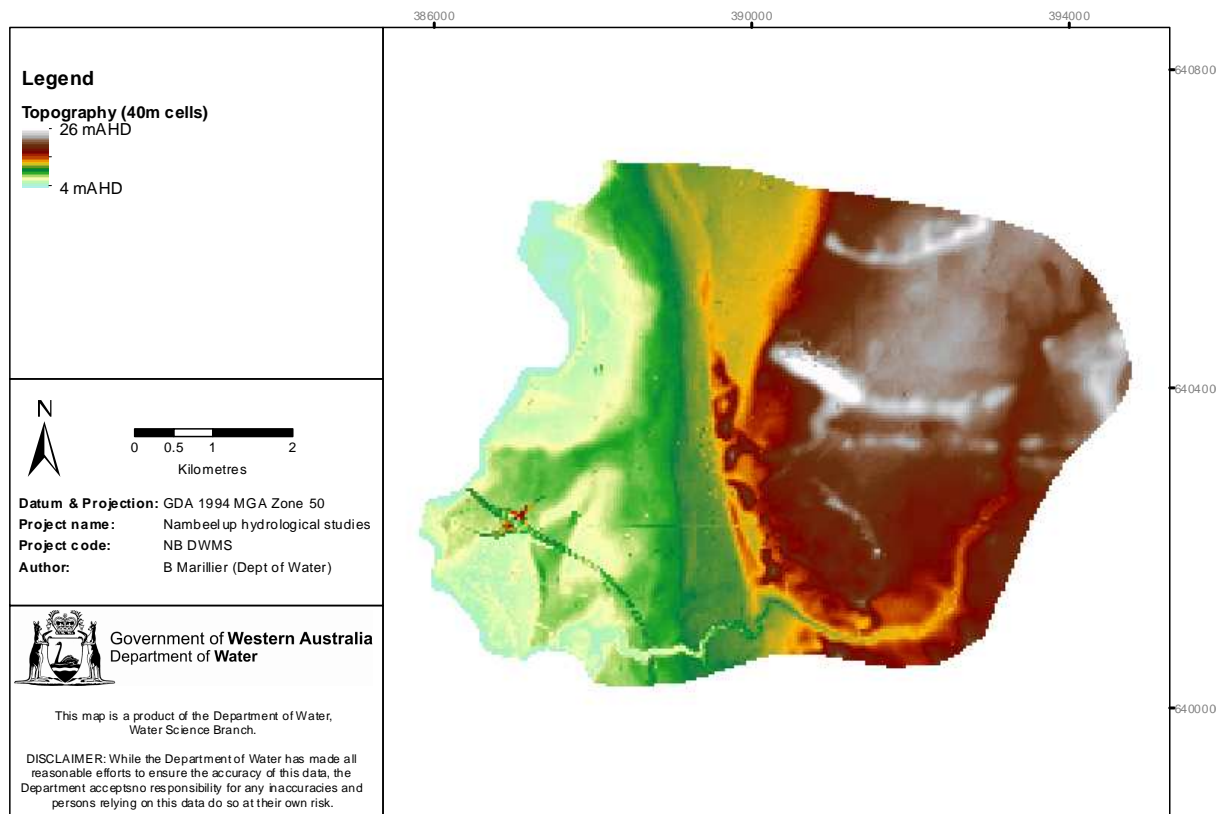 386000
390000
394000
640800
640400
640000
Legend
Topography (40m cells)
26 mAHD
4 mAHD
N
0 0.5 1 2
Kilometres
Datum & Projection: GDA 1994 MGA Zone 50
Project name: Nambeelup hydrological studies
Project code: NB DWMS
Author: B Marillier (Dept of Water)
Government of Western Australia
Department of Water
This map is a product of the Department of Water,
Water Science Branch.
DISCLAIMER: While the Department of Water has made all
reasonable efforts to ensure the accuracy of this data, the
Department acceptsno responsibility for any inaccuracies and
persons relying on this data do so at their own risk.